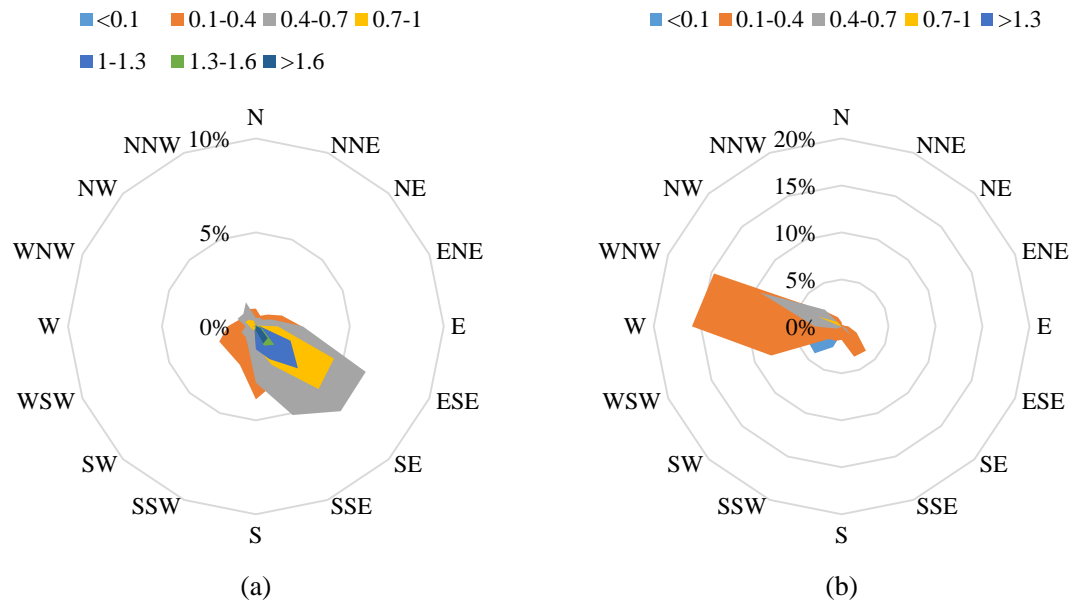 <0.1 0.1-0.4 0.4-0.7 0.7-1
1-1.3 1.3-1.6 >1.6
N
10%
NNW NNE
NW NE
5%
WNW ENE
W 0% E
WSW ESE
SW SE
SSW SSE
S
(a)
<0.1 0.1-0.4 0.4-0.7 0.7-1 >1.3
N
20%
NNW NNE
15%
NW NE
10%
WNW ENE
5%
W 0% E
WSW ESE
SW SE
SSW SSE
S
(b)